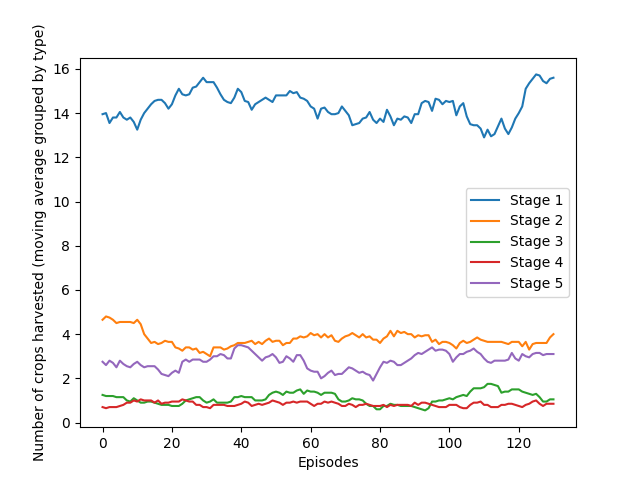 Number of crops harvested (moving average grouped by type)
16
14
12
10
8
6
4
2
0
Stage 1
Stage 2
Stage 3
Stage 4
Stage 5
0 20 40 60 80 100 120
Episodes